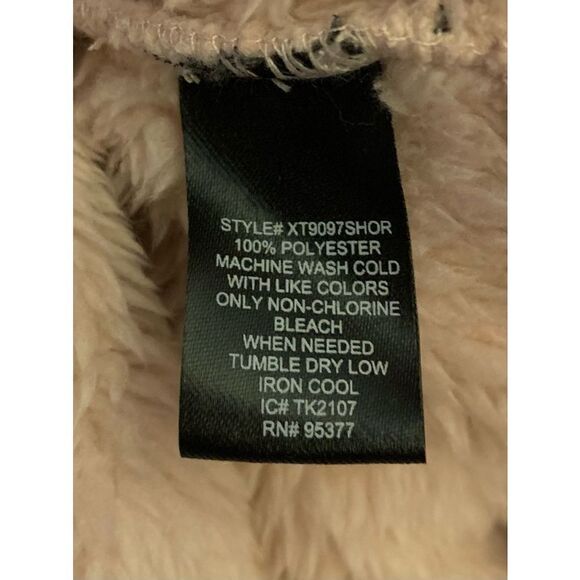 STYLE# XT9097SHOR
100% POLYESTER
MACHINE WASH COLD
WITH LIKE COLORS
ONLY NON-CHLORINE
BLEACH
WHEN NEEDED
TUMBLE DRY LOW
IRON COOL
IC# TK2107
RN# 95377